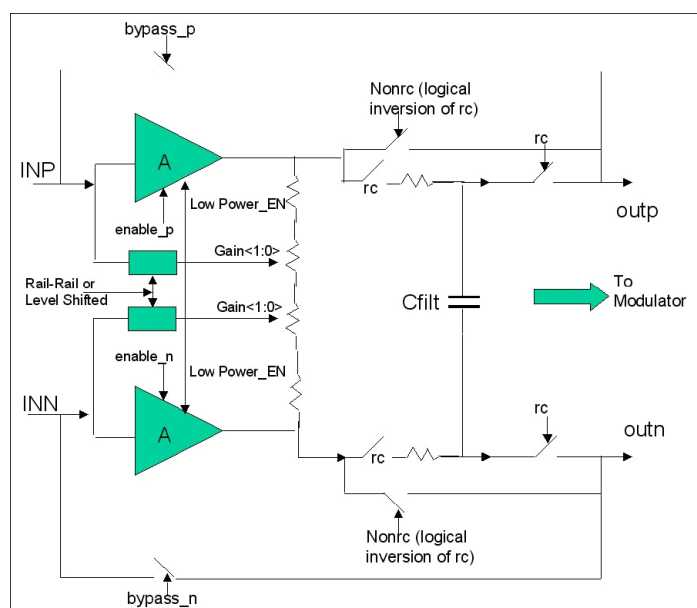 bypass_p
Nonrc (logical
inversion of rc)
rc
A
INP
rc
Low Power_EN
outp
enable_p
Gain<1:0>
Rail-Rail or
Level Shifted
To
Modulator
Cfilt
Gain<1:0>
enable_n
Low Power_EN
INN
rc
outn
A
rc
Nonrc (logical
inversion of rc)
bypass_n